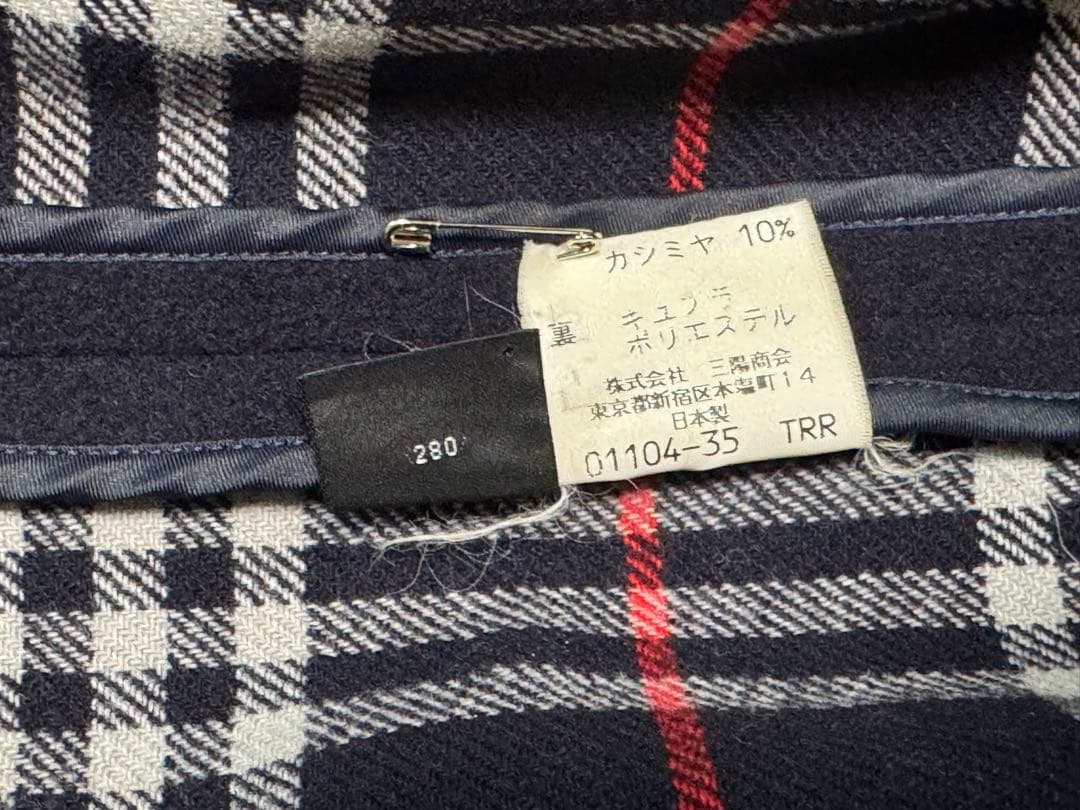 カシミヤ 10%
裏 キュプラ
ポリエステル
株式会社 三陽商会
東京都新宿区本塩町14
日本製
01104-35 TRR
280